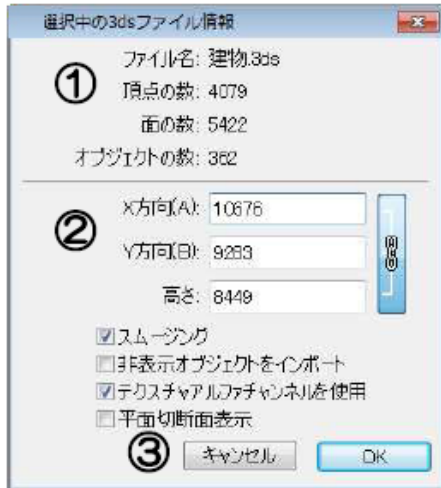 選択中の3dsファイル情報
①
ファイル名: 建物.3ds
頂点の数: 4079
面の数: 5422
オブジェクトの数: 362
②
X方向(A): 10676
Y方向(B): 9263
高さ: 8449
スムージング
非表示オブジェクトをインポート
テクスチャアルファチャンネルを使用
平面切断面表示
③
キャンセル
OK